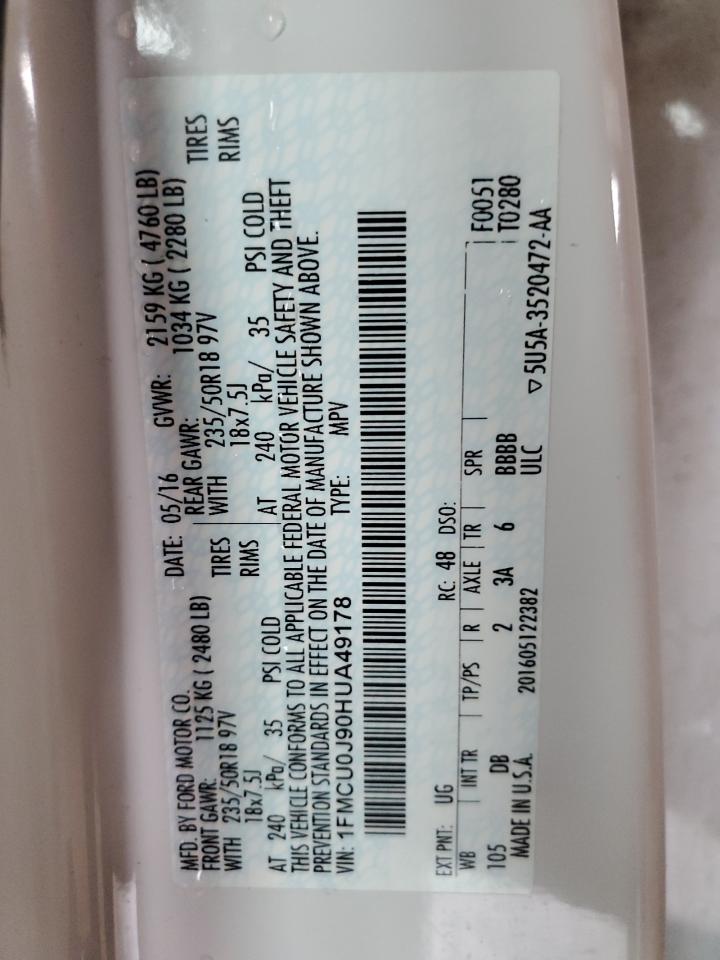 MFD. BY FORD MOTOR CO. DATE: 05/16 GVWR: 2159 KG ( 4760 LB)
FRONT GAWR: 1125 KG ( 2480 LB) REAR GAWR: 1034 KG ( 2280 LB)
WITH 235/50R18 97V TIRES WITH 235/50R18 97V TIRES
18x7.5J RIMS 18x7.5J RIMS
AT 240 kPa/ 35 PSI COLD AT 240 kPa/ 35 PSI COLD
THIS VEHICLE CONFORMS TO ALL APPLICABLE FEDERAL MOTOR VEHICLE SAFETY AND THEFT
PREVENTION STANDARDS IN EFFECT ON THE DATE OF MANUFACTURE SHOWN ABOVE.
VIN: 1FMCU0J90HUA49178 TYPE: MPV
EXT PNT: UG RC: 48 DSO: F0051
WB INT TR TP/PS R AXLE TR SPR T0280
105 DB 2 3A 6 BBBB
MADE IN U.S.A. 201605122382 ULC ▽5U5A-3520472-AA